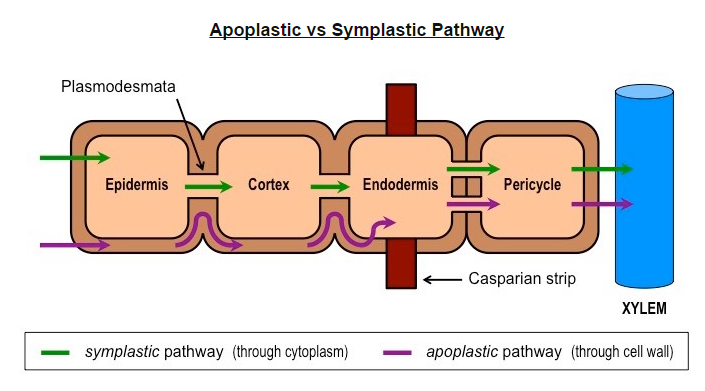 Apoplastic vs Symplastic Pathway
Plasmodesmata
Epidermis
Cortex
Endodermis
Pericycle
Casparian strip
XYLEM
symplastic pathway (through cytoplasm)
apoplastic pathway (through cell wall)